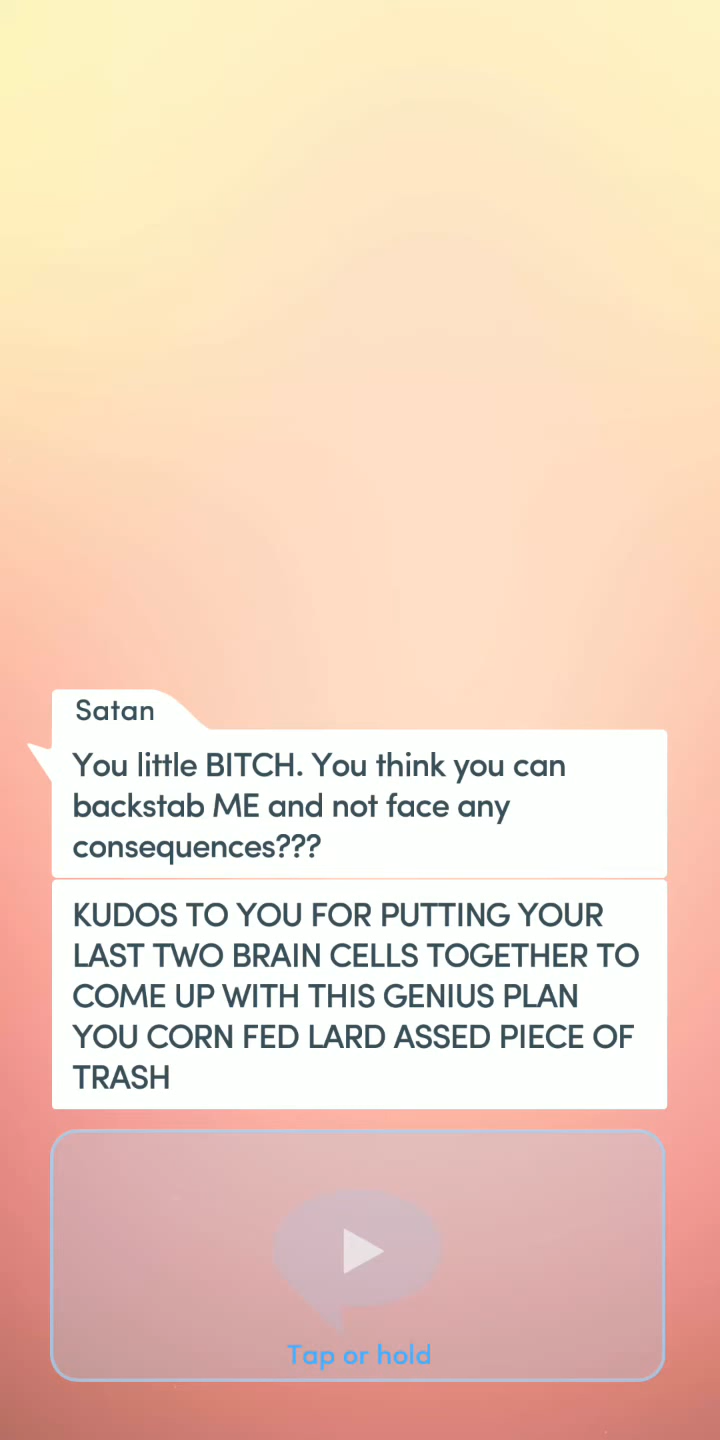 Satan
You little BITCH. You think you can
backstab ME and not face any
consequences???
KUDOS TO YOU FOR PUTTING YOUR
LAST TWO BRAIN CELLS TOGETHER TO
COME UP WITH THIS GENIUS PLAN
YOU CORN FED LARD ASSED PIECE OF
TRASH
Tap or hold